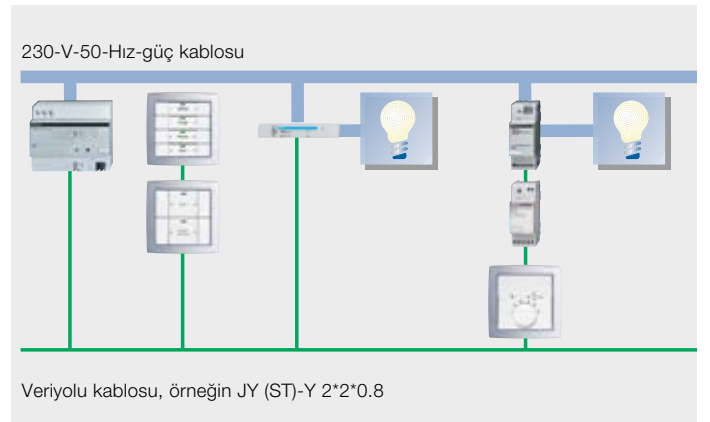 230-V-50-Hız-güç kablosu
Veriyolu kablosu, örneğin JY (ST)-Y 2*2*0.8